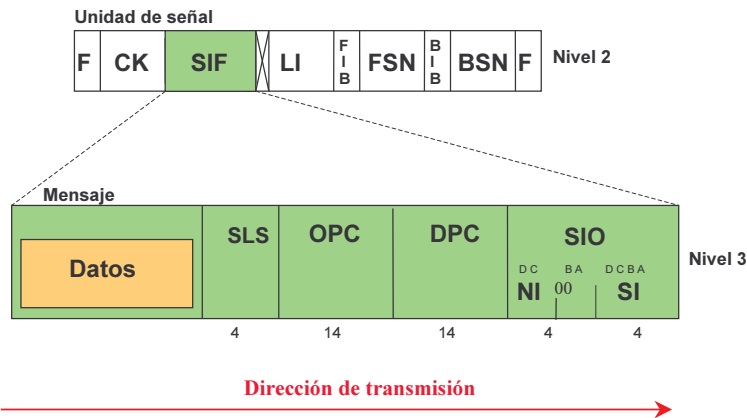 Unidad de señal
F CK SIF LI FIB FSN BIB BSN F Nivel 2
Mensaje
SLS OPC DPC SIO
Datos
Nivel 3
DC BA DCBA
NI 00 SI
4 14 14 4 4
Dirección de transmisión